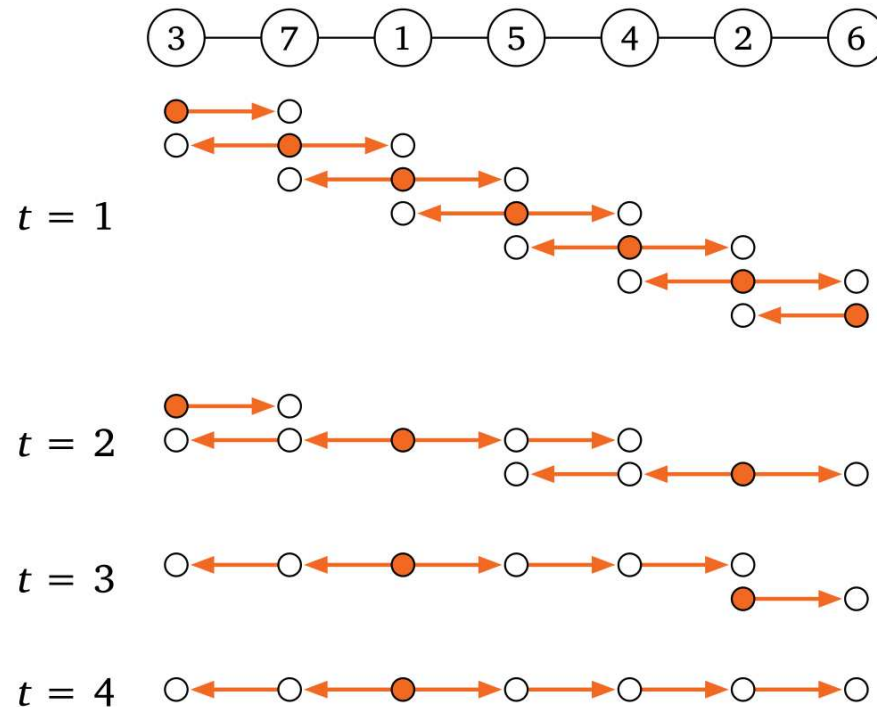 3 7 1 5 4 2 6
t = 1
t = 2
t = 3
t = 4